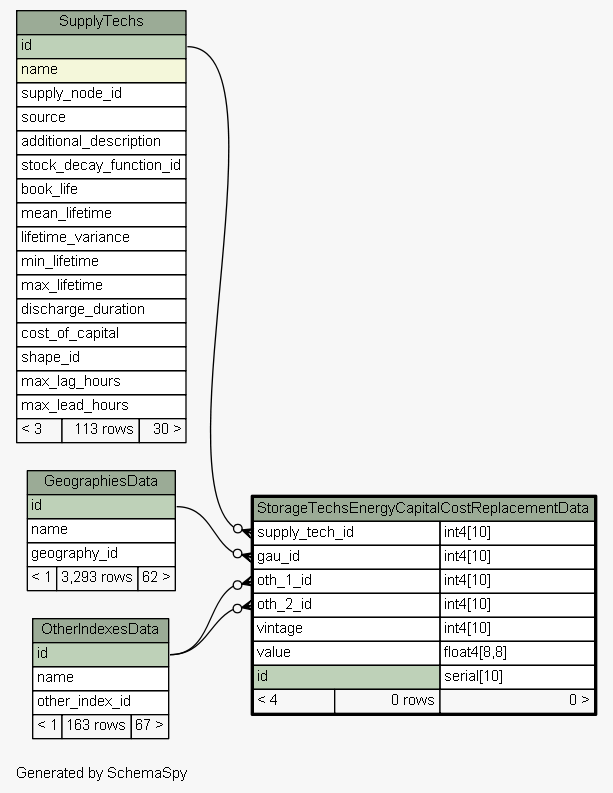 SupplyTechs
id
name
supply_node_id
source
additional_description
stock_decay_function_id
book_life
mean_lifetime
lifetime_variance
min_lifetime
max_lifetime
discharge_duration
cost_of_capital
shape_id
max_lag_hours
max_lead_hours
< 3 113 rows 30 >
GeographiesData
id
name
geography_id
< 1 3,293 rows 62 >
OtherIndexesData
id
name
other_index_id
< 1 163 rows 67 >
StorageTechsEnergyCapitalCostReplacementData
supply_tech_id int4[10]
gau_id int4[10]
oth_1_id int4[10]
oth_2_id int4[10]
vintage int4[10]
value float4[8,8]
id serial[10]
< 4 0 rows 0 >
Generated by SchemaSpy